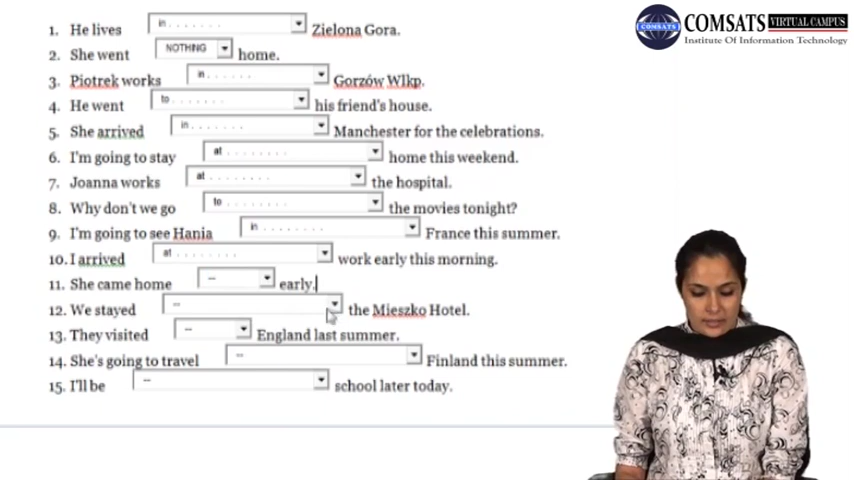 COMSATS VIRTUAL CAMPUS
Institute Of Information Technology
1. He lives in ....... Zielona Gora.
2. She went NOTHING home.
3. Piotrek works in ...... Gorzów Wlkp.
4. He went to ....... his friend's house.
5. She arrived in ....... Manchester for the celebrations.
6. I'm going to stay at ........ home this weekend.
7. Joanna works at ........ the hospital.
8. Why don't we go to ........ the movies tonight?
9. I'm going to see Hania in ........ France this summer.
10. I arrived at ........ work early this morning.
11. She came home -- early.
12. We stayed -- the Mieszko Hotel.
13. They visited -- England last summer.
14. She's going to travel -- Finland this summer.
15. I'll be -- school later today.